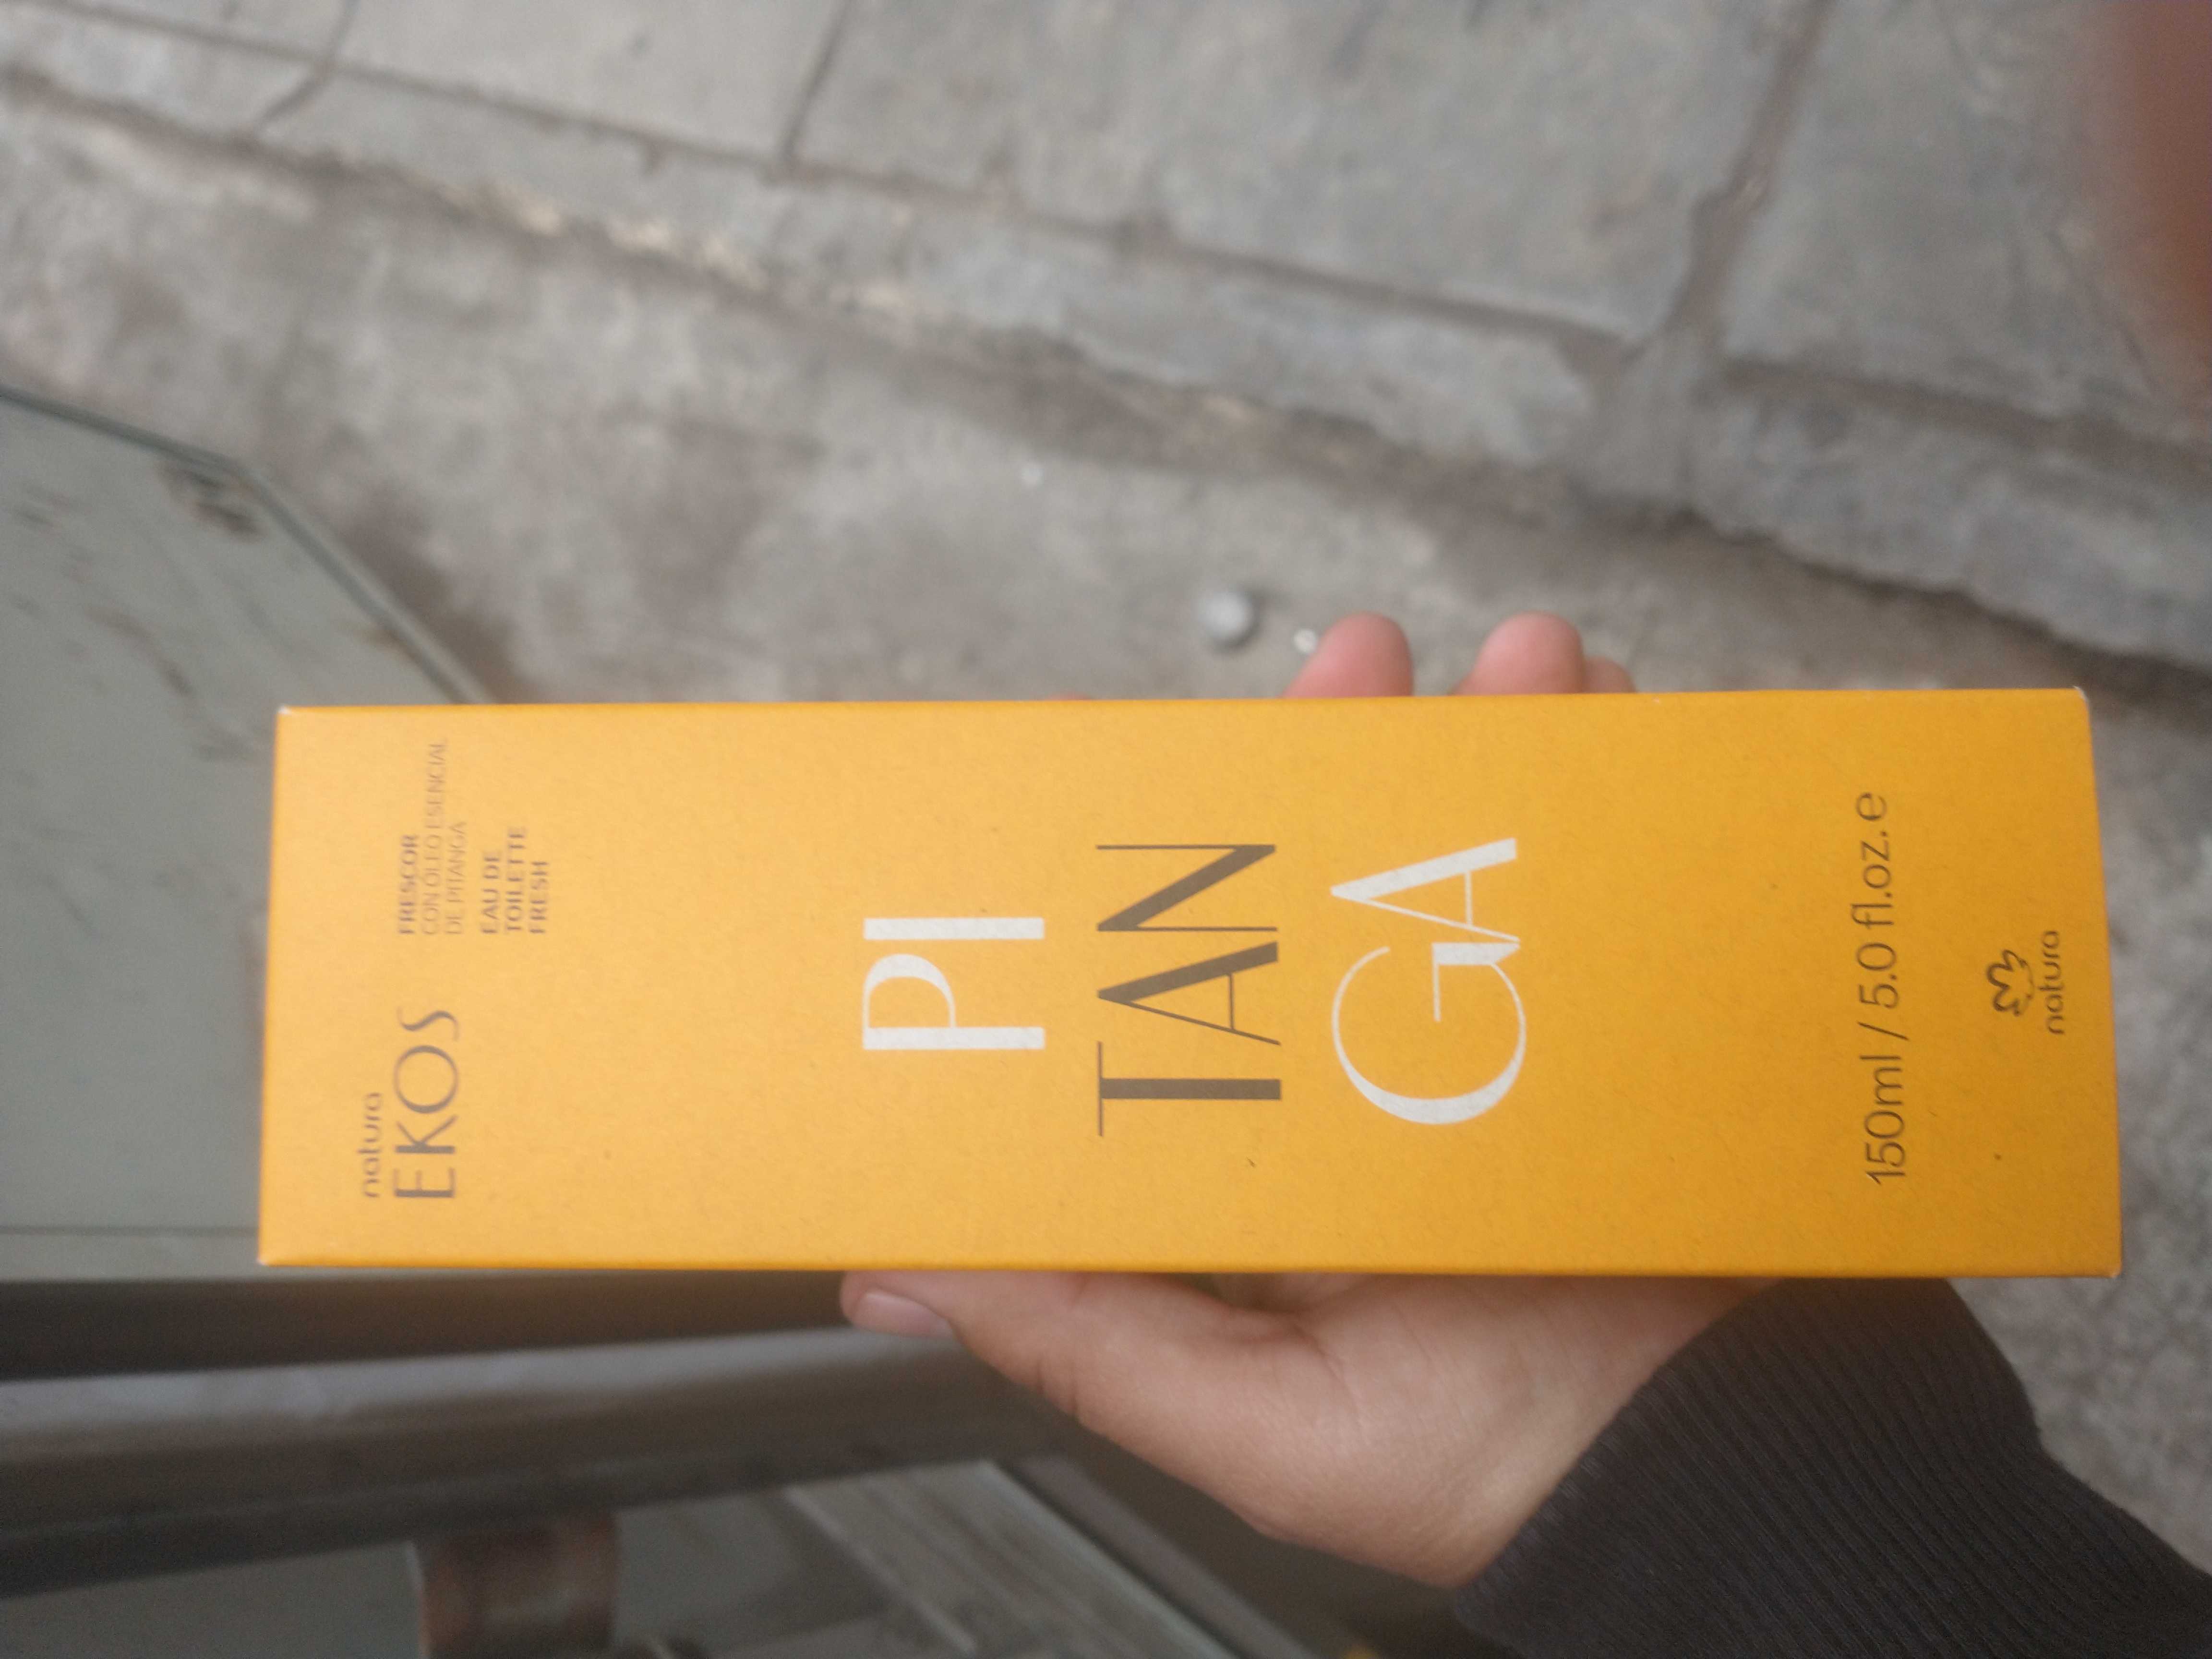 natura
EKOS
FRESCOR
CON ÓLEO ESENCIAL
DE PITANGA
EAU DE
TOILETTE
FRESH
PI
TAN
GA
150ml / 5.0 fl.oz.e
natura